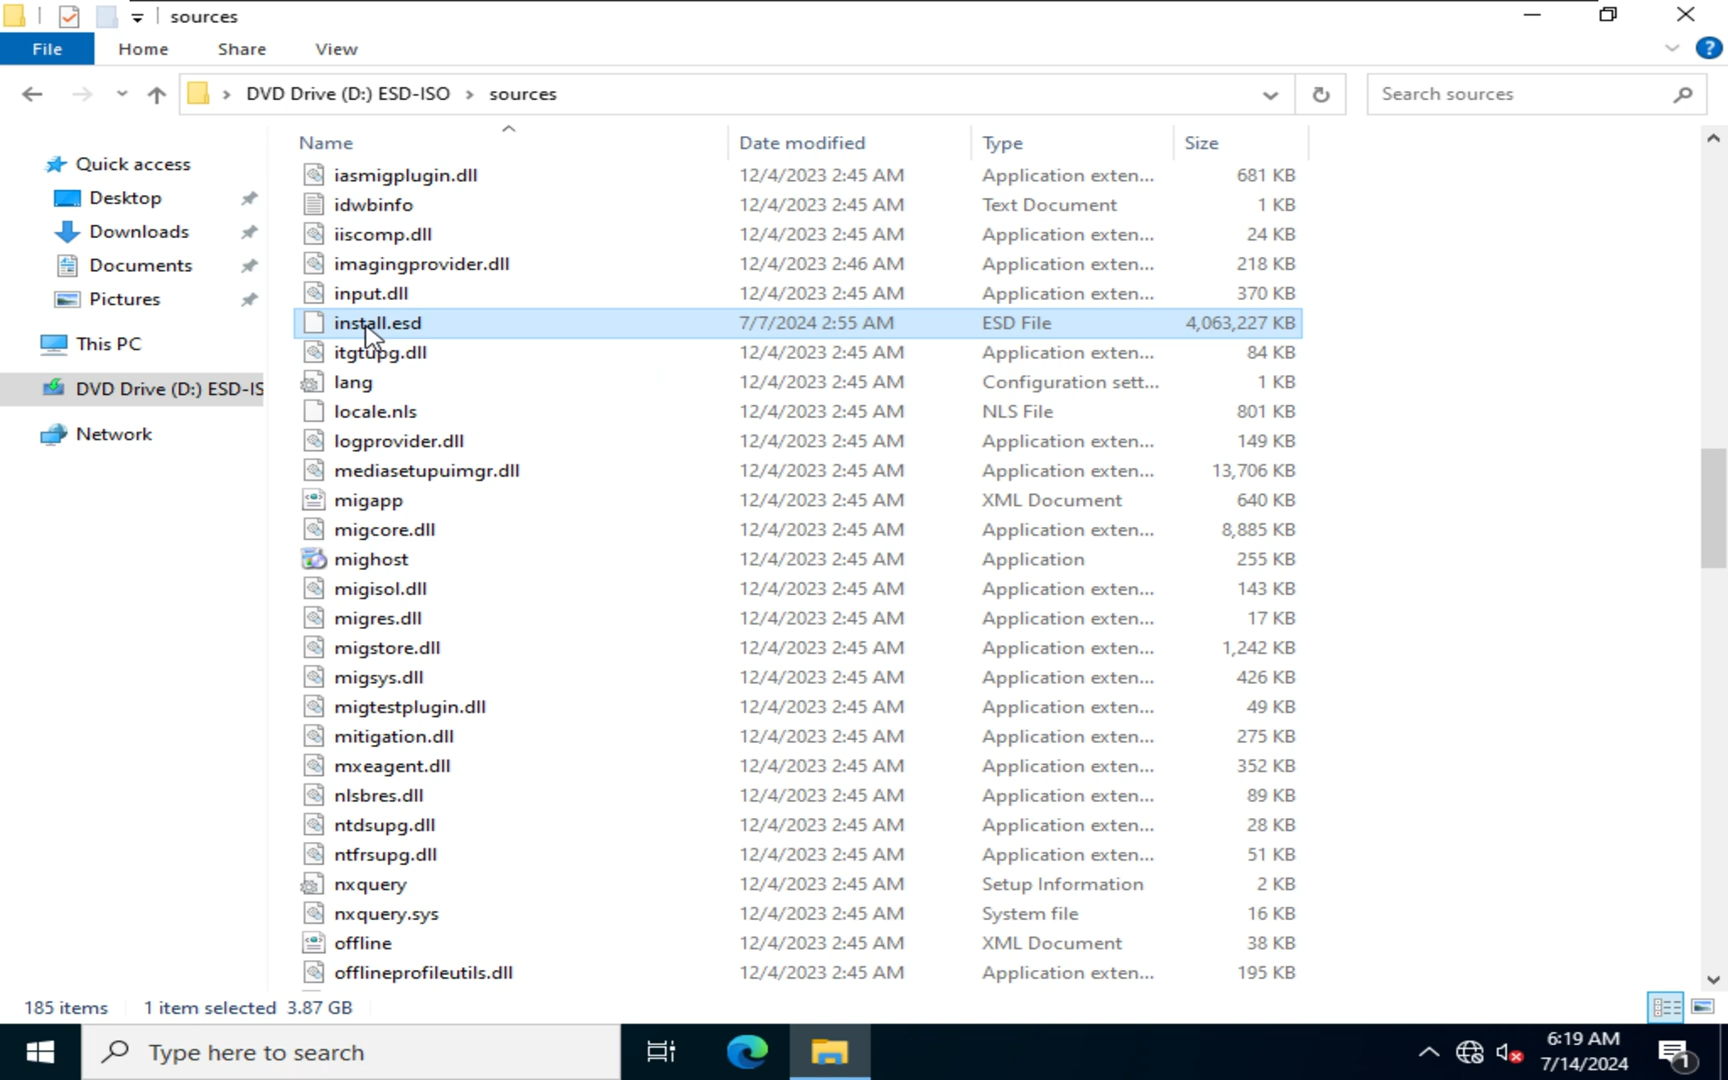 sources
File Home Share View
DVD Drive (D:) ESD-ISO sources
Search sources
Name Date modified Type Size
Quick access
Desktop
Downloads
Documents
Pictures
This PC
DVD Drive (D:) ESD-IS
Network
iasmigplugin.dll 12/4/2023 2:45 AM Application exten... 681 KB
idwbinfo 12/4/2023 2:45 AM Text Document 1 KB
iiscomp.dll 12/4/2023 2:45 AM Application exten... 24 KB
imagingprovider.dll 12/4/2023 2:46 AM Application exten... 218 KB
input.dll 12/4/2023 2:45 AM Application exten... 370 KB
install.esd 7/7/2024 2:55 AM ESD File 4,063,227 KB
itgtupg.dll 12/4/2023 2:45 AM Application exten... 84 KB
lang 12/4/2023 2:45 AM Configuration sett... 1 KB
locale.nls 12/4/2023 2:45 AM NLS File 801 KB
logprovider.dll 12/4/2023 2:45 AM Application exten... 149 KB
mediasetupuimgr.dll 12/4/2023 2:45 AM Application exten... 13,706 KB
migapp 12/4/2023 2:45 AM XML Document 640 KB
migcore.dll 12/4/2023 2:45 AM Application exten... 8,885 KB
mighost 12/4/2023 2:45 AM Application 255 KB
migisol.dll 12/4/2023 2:45 AM Application exten... 143 KB
migres.dll 12/4/2023 2:45 AM Application exten... 17 KB
migstore.dll 12/4/2023 2:45 AM Application exten... 1,242 KB
migsys.dll 12/4/2023 2:45 AM Application exten... 426 KB
migtestplugin.dll 12/4/2023 2:45 AM Application exten... 49 KB
mitigation.dll 12/4/2023 2:45 AM Application exten... 275 KB
mxeagent.dll 12/4/2023 2:45 AM Application exten... 352 KB
nlsbres.dll 12/4/2023 2:45 AM Application exten... 89 KB
ntdsupg.dll 12/4/2023 2:45 AM Application exten... 28 KB
ntfrsupg.dll 12/4/2023 2:45 AM Application exten... 51 KB
nxquery 12/4/2023 2:45 AM Setup Information 2 KB
nxquery.sys 12/4/2023 2:45 AM System file 16 KB
offline 12/4/2023 2:45 AM XML Document 38 KB
offlineprofileutils.dll 12/4/2023 2:45 AM Application exten... 195 KB
185 items 1 item selected 3.87 GB
Type here to search
6:19 AM
7/14/2024
1